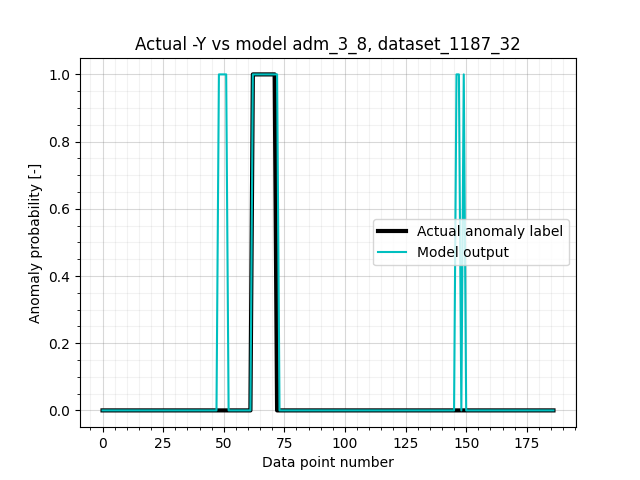 Actual -Y vs model adm_3_8, dataset_1187_32
1.0
0.8
0.6
0.4
0.2
0.0
Anomaly probability [-]
Actual anomaly label
Model output
0 25 50 75 100 125 150 175
Data point number